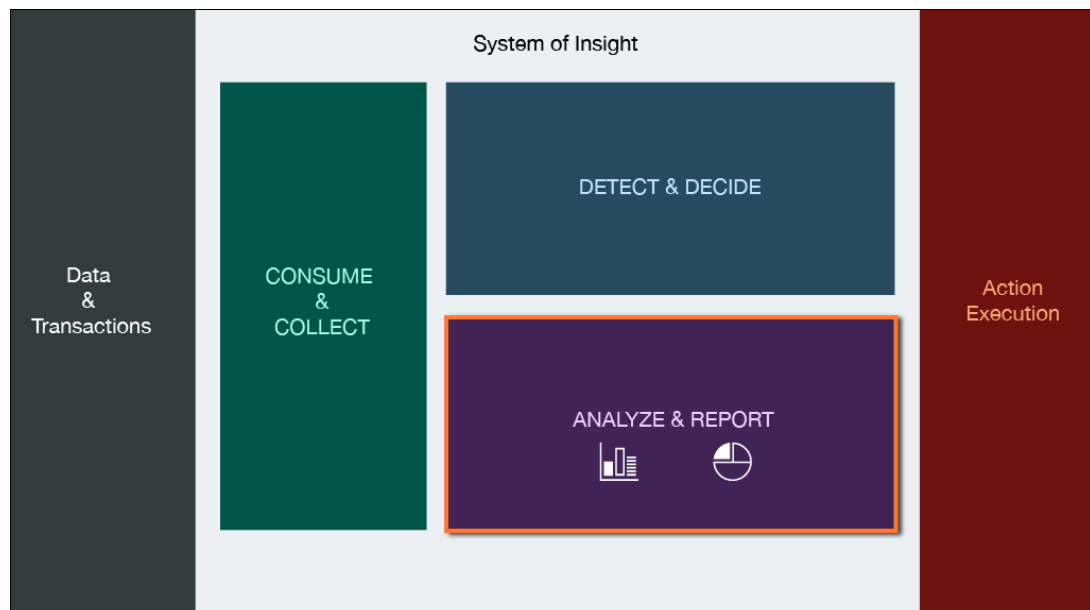 System of Insight
Data
&
Transactions
CONSUME
&
COLLECT
DETECT & DECIDE
ANALYZE & REPORT
Action
Execution